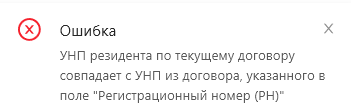 Ошибка
УНП резидента по текущему договору
совпадает с УНП из договора, указанного в
поле "Регистрационный номер (РН)"